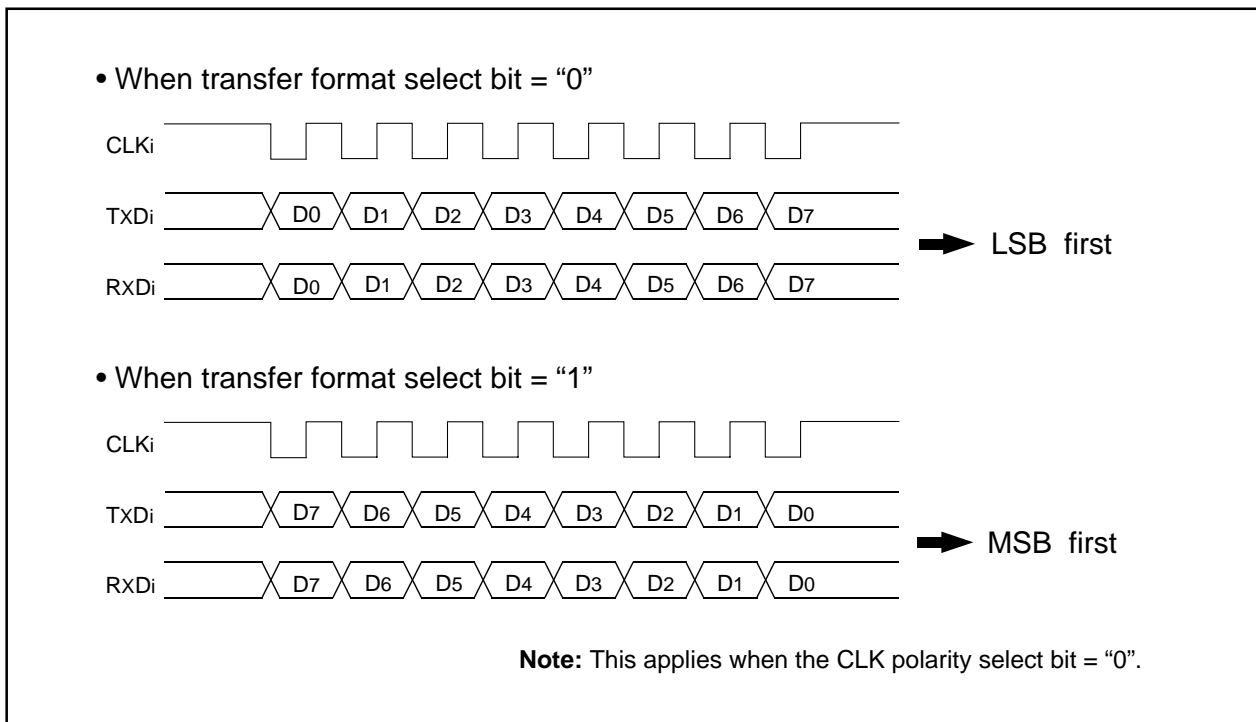 • When transfer format select bit = “0”
CLKi
TXDi D0 D1 D2 D3 D4 D5 D6 D7
LSB first
RXDi D0 D1 D2 D3 D4 D5 D6 D7
• When transfer format select bit = “1”
CLKi
TXDi D7 D6 D5 D4 D3 D2 D1 D0
MSB first
RXDi D7 D6 D5 D4 D3 D2 D1 D0
Note: This applies when the CLK polarity select bit = “0”.